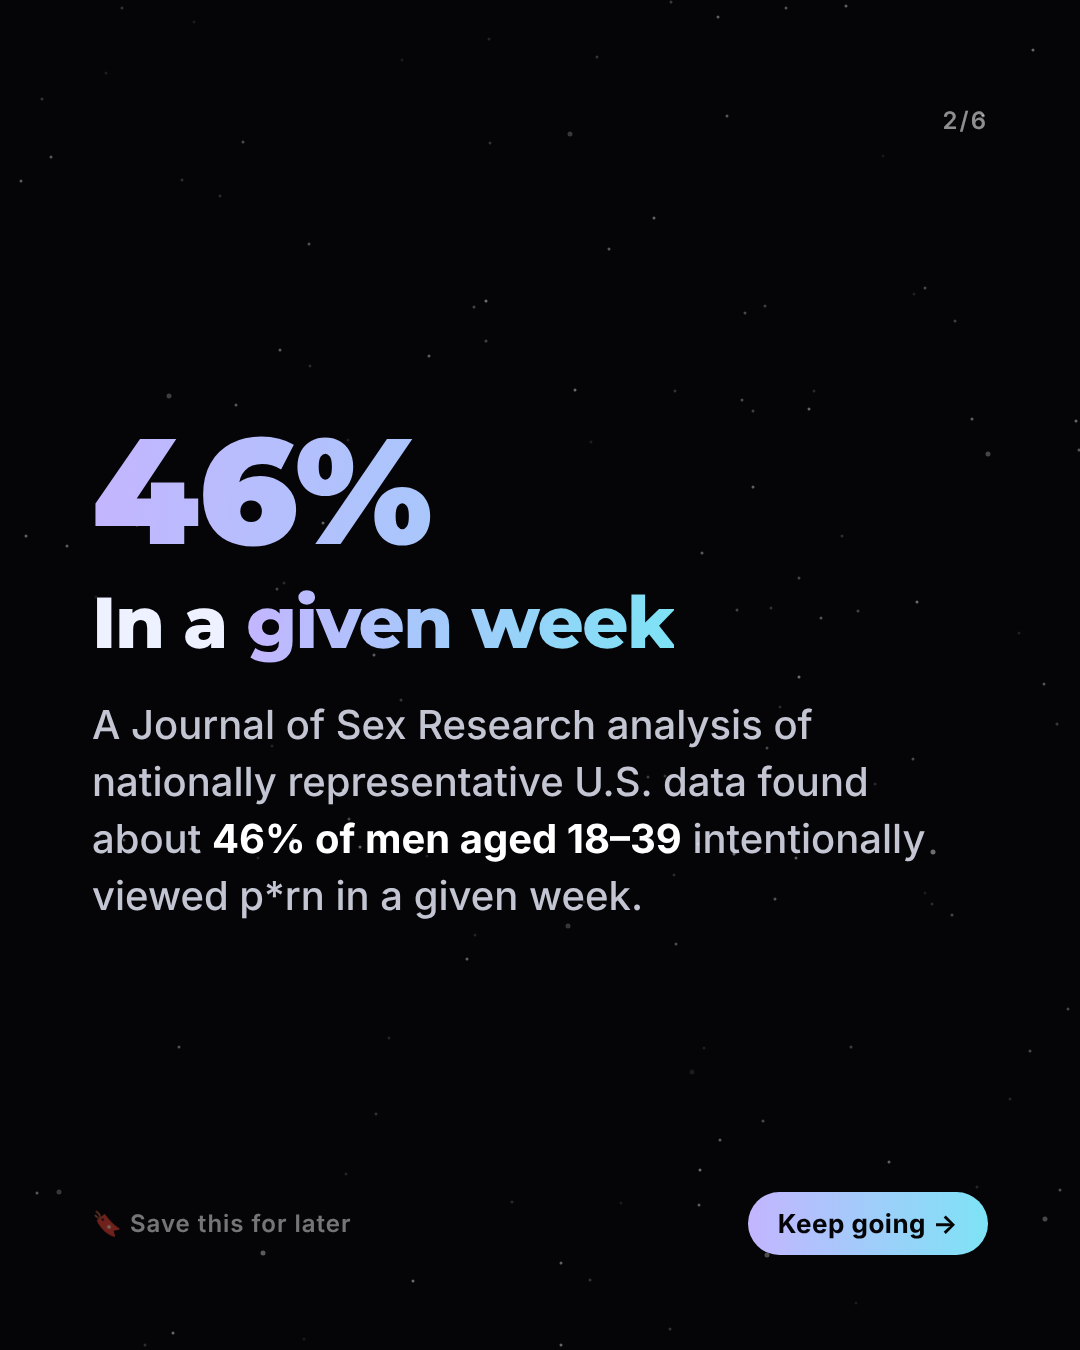 2/6
46%
In a given week
A Journal of Sex Research analysis of
nationally representative U.S. data found
about 46% of men aged 18–39 intentionally
viewed p*rn in a given week.
Save this for later
Keep going →